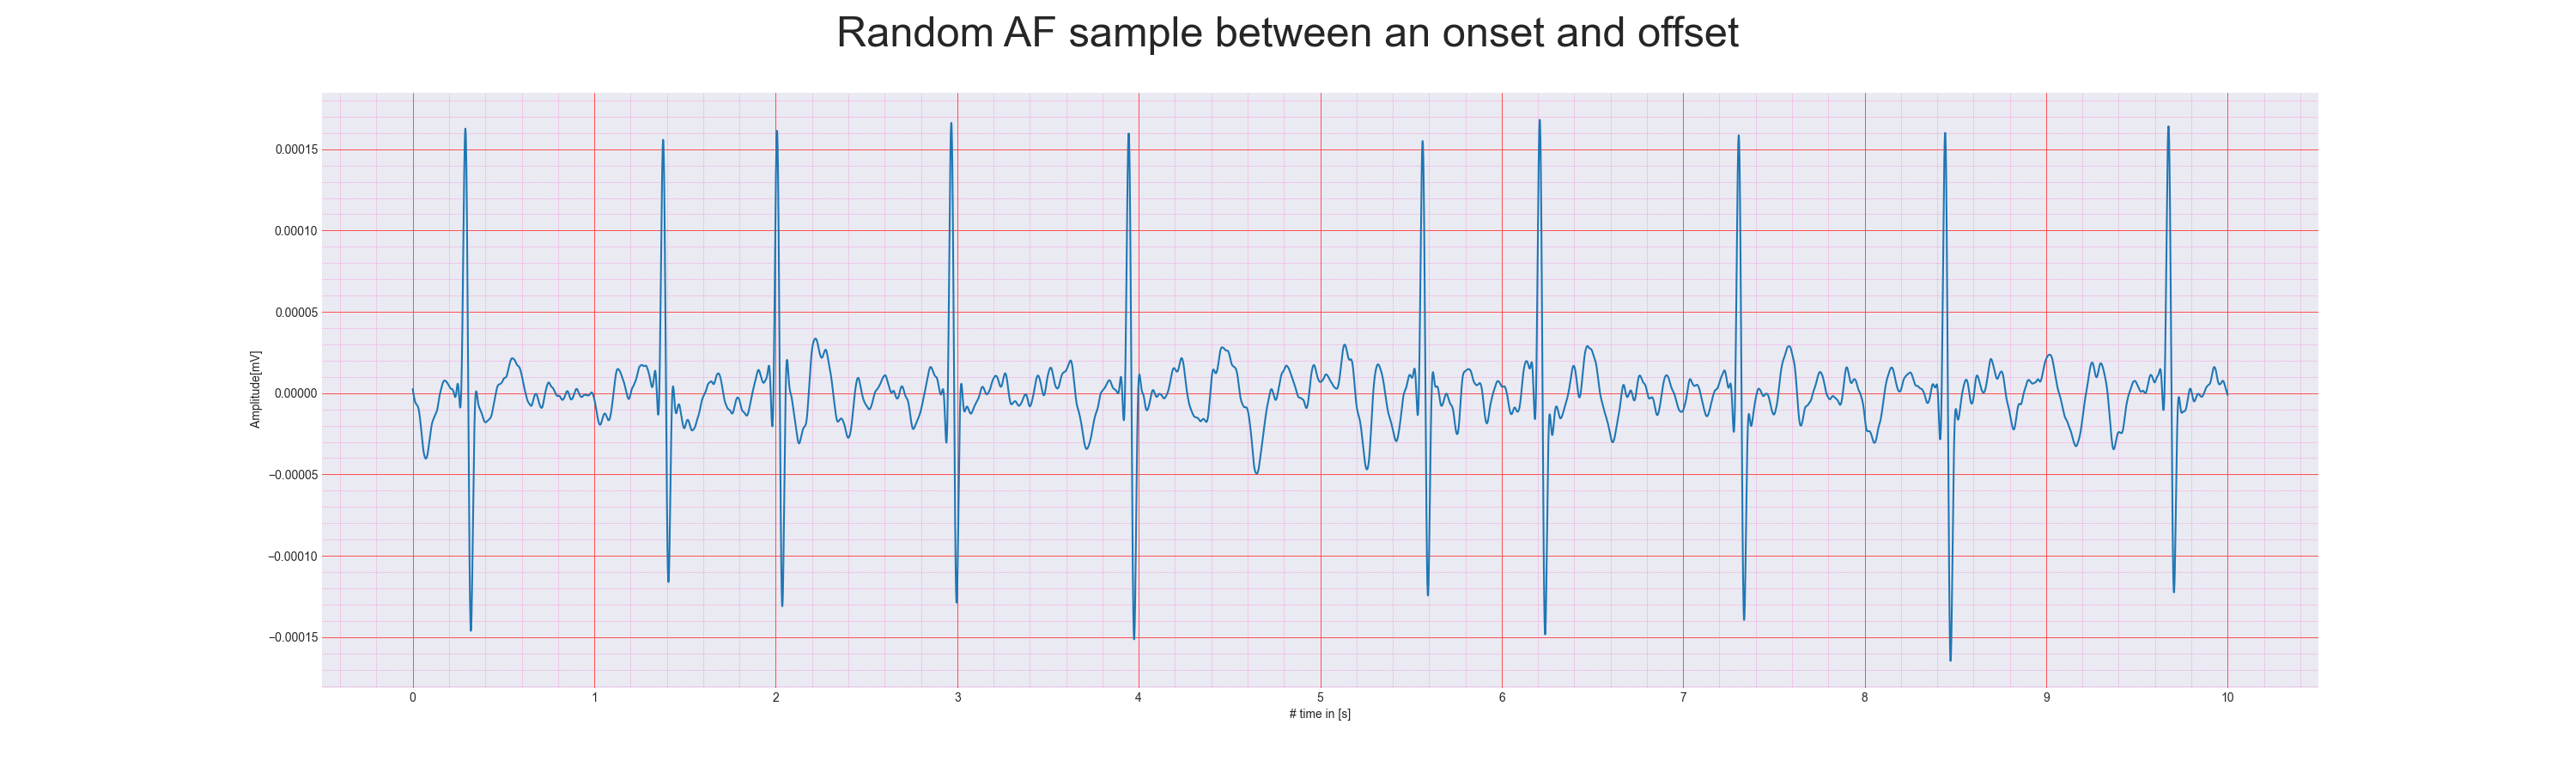 Random AF sample between an onset and offset
0.00015
0.00010
0.00005
0.00000
−0.00005
−0.00010
−0.00015
Amplitude[mV]
0 1 2 3 4 5 6 7 8 9 10
# time in [s]